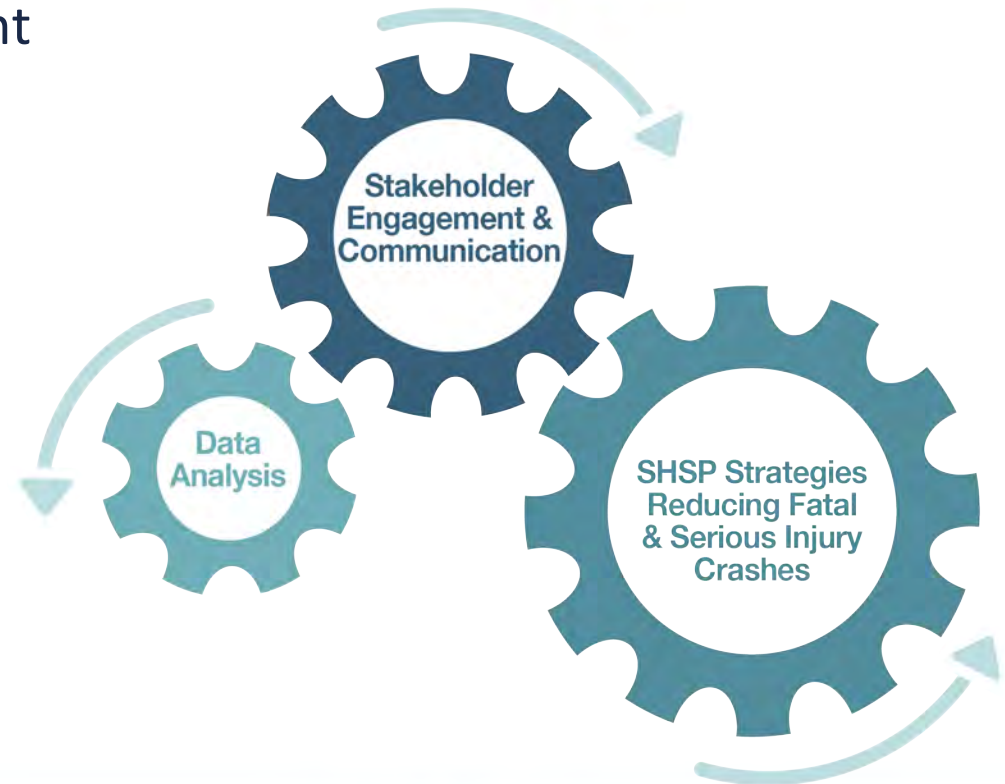 nt
Stakeholder
Engagement &
Communication
Data
Analysis
SHSP Strategies
Reducing Fatal
& Serious Injury
Crashes